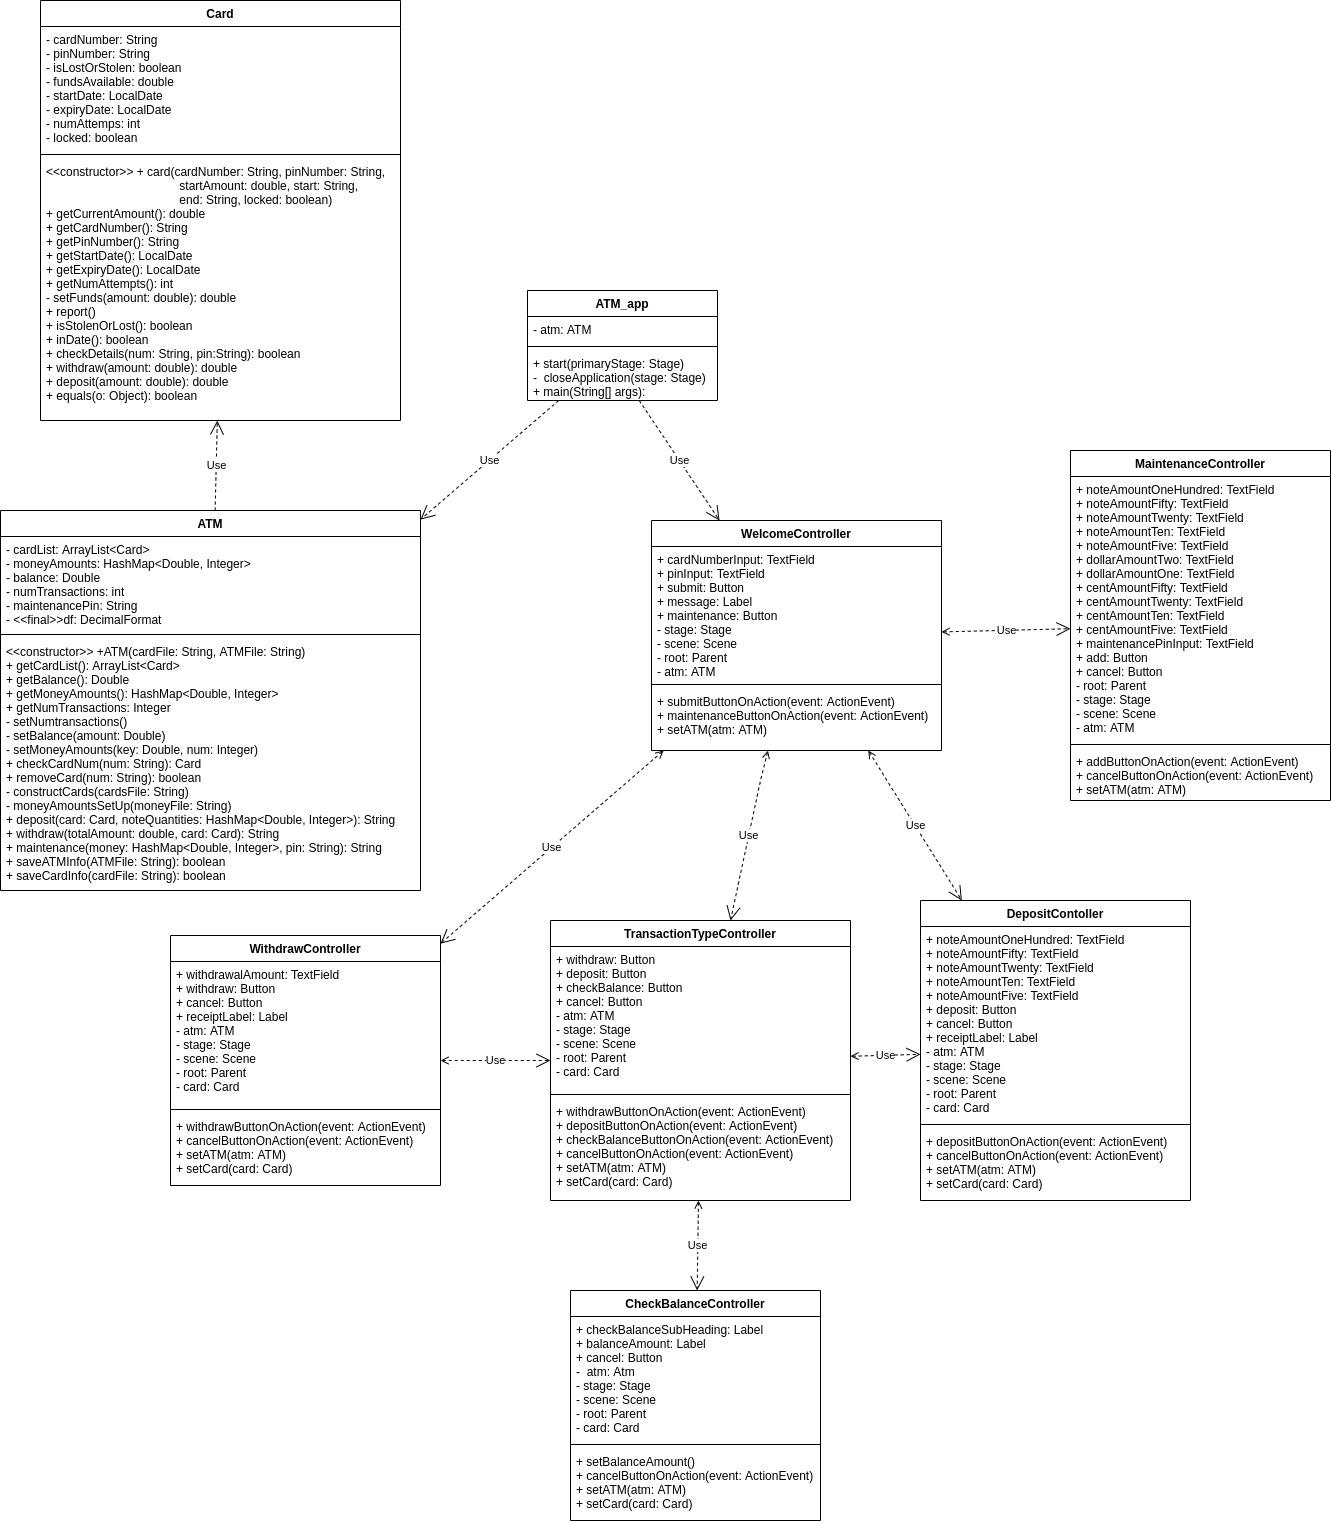 Card
- cardNumber: String
- pinNumber: String
- isLostOrStolen: boolean
- fundsAvailable: double
- startDate: LocalDate
- expiryDate: LocalDate
- numAttemps: int
- locked: boolean
<<constructor>> + card(cardNumber: String, pinNumber: String,
startAmount: double, start: String,
end: String, locked: boolean)
+ getCurrentAmount(): double
+ getCardNumber(): String
+ getPinNumber(): String
+ getStartDate(): LocalDate
+ getExpiryDate(): LocalDate
+ getNumAttempts(): int
- setFunds(amount: double): double
+ report()
+ isStolenOrLost(): boolean
+ inDate(): boolean
+ checkDetails(num: String, pin:String): boolean
+ withdraw(amount: double): double
+ deposit(amount: double): double
+ equals(o: Object): boolean
ATM_app
- atm: ATM
+ start(primaryStage: Stage)
-  closeApplication(stage: Stage)
+ main(String[] args):
Use
Use
Use
ATM
- cardList: ArrayList<Card>
- moneyAmounts: HashMap<Double, Integer>
- balance: Double
- numTransactions: int
- maintenancePin: String
- <<final>>df: DecimalFormat
<<constructor>> +ATM(cardFile: String, ATMFile: String)
+ getCardList(): ArrayList<Card>
+ getBalance(): Double
+ getMoneyAmounts(): HashMap<Double, Integer>
+ getNumTransactions: Integer
- setNumtransactions()
- setBalance(amount: Double)
- setMoneyAmounts(key: Double, num: Integer)
+ checkCardNum(num: String): Card
+ removeCard(num: String): boolean
- constructCards(cardsFile: String)
- moneyAmountsSetUp(moneyFile: String)
+ deposit(card: Card, noteQuantities: HashMap<Double, Integer>): String
+ withdraw(totalAmount: double, card: Card): String
+ maintenance(money: HashMap<Double, Integer>, pin: String): String
+ saveATMInfo(ATMFile: String): boolean
+ saveCardInfo(cardFile: String): boolean
WelcomeController
+ cardNumberInput: TextField
+ pinInput: TextField
+ submit: Button
+ message: Label
+ maintenance: Button
- stage: Stage
- scene: Scene
- root: Parent
- atm: ATM
+ submitButtonOnAction(event: ActionEvent)
+ maintenanceButtonOnAction(event: ActionEvent)
+ setATM(atm: ATM)
Use
MaintenanceController
+ noteAmountOneHundred: TextField
+ noteAmountFifty: TextField
+ noteAmountTwenty: TextField
+ noteAmountTen: TextField
+ noteAmountFive: TextField
+ dollarAmountTwo: TextField
+ dollarAmountOne: TextField
+ centAmountFifty: TextField
+ centAmountTwenty: TextField
+ centAmountTen: TextField
+ centAmountFive: TextField
+ maintenancePinInput: TextField
+ add: Button
+ cancel: Button
- root: Parent
- stage: Stage
- scene: Scene
- atm: ATM
+ addButtonOnAction(event: ActionEvent)
+ cancelButtonOnAction(event: ActionEvent)
+ setATM(atm: ATM)
Use
Use
Use
WithdrawController
+ withdrawalAmount: TextField
+ withdraw: Button
+ cancel: Button
+ receiptLabel: Label
- atm: ATM
- stage: Stage
- scene: Scene
- root: Parent
- card: Card
+ withdrawButtonOnAction(event: ActionEvent)
+ cancelButtonOnAction(event: ActionEvent)
+ setATM(atm: ATM)
+ setCard(card: Card)
Use
TransactionTypeController
+ withdraw: Button
+ deposit: Button
+ checkBalance: Button
+ cancel: Button
- atm: ATM
- stage: Stage
- scene: Scene
- root: Parent
- card: Card
+ withdrawButtonOnAction(event: ActionEvent)
+ depositButtonOnAction(event: ActionEvent)
+ checkBalanceButtonOnAction(event: ActionEvent)
+ cancelButtonOnAction(event: ActionEvent)
+ setATM(atm: ATM)
+ setCard(card: Card)
Use
DepositContoller
+ noteAmountOneHundred: TextField
+ noteAmountFifty: TextField
+ noteAmountTwenty: TextField
+ noteAmountTen: TextField
+ noteAmountFive: TextField
+ deposit: Button
+ cancel: Button
+ receiptLabel: Label
- atm: ATM
- stage: Stage
- scene: Scene
- root: Parent
- card: Card
+ depositButtonOnAction(event: ActionEvent)
+ cancelButtonOnAction(event: ActionEvent)
+ setATM(atm: ATM)
+ setCard(card: Card)
Use
CheckBalanceController
+ checkBalanceSubHeading: Label
+ balanceAmount: Label
+ cancel: Button
-  atm: Atm
- stage: Stage
- scene: Scene
- root: Parent
- card: Card
+ setBalanceAmount()
+ cancelButtonOnAction(event: ActionEvent)
+ setATM(atm: ATM)
+ setCard(card: Card)